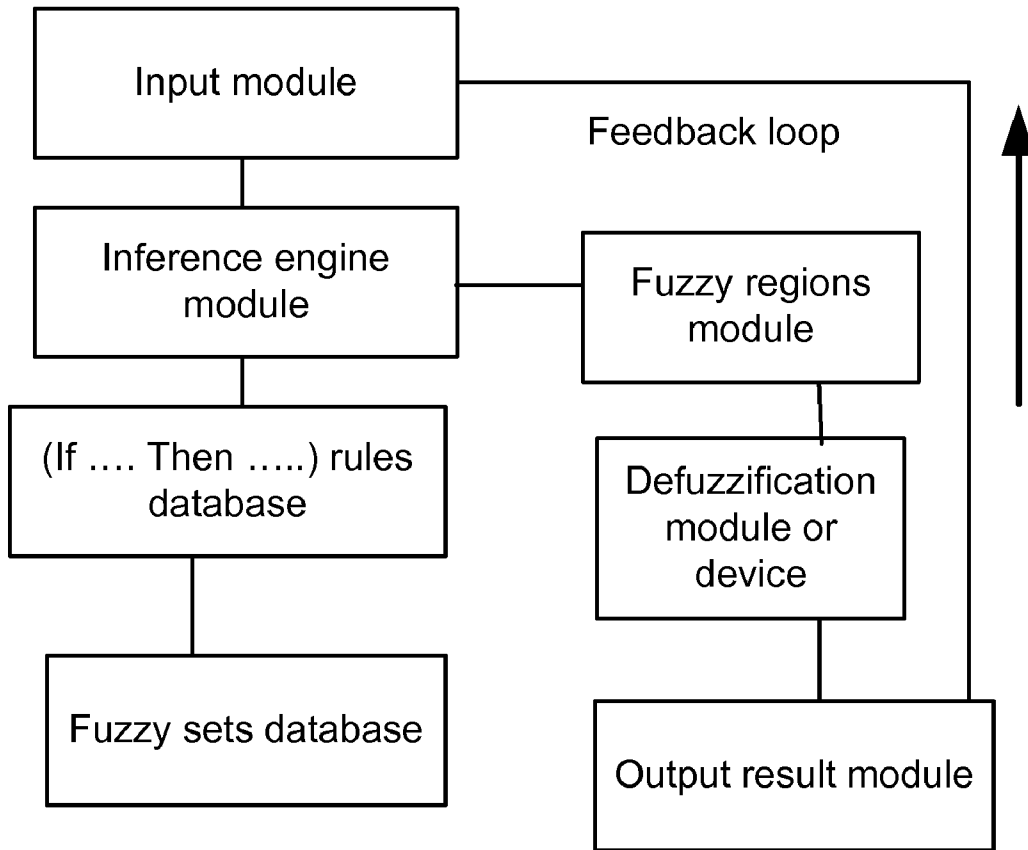 Input module
Feedback loop
Inference engine
module
Fuzzy regions
module
(If .... Then .....) rules
database
Defuzzification
module or
device
Fuzzy sets database
Output result module